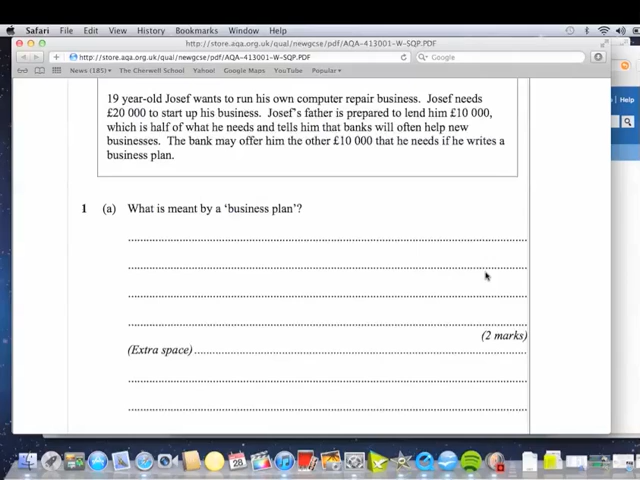 Safari File Edit View History Bookmarks Window Help
http://store.aqa.org.uk/qual/newgcse/pdf/AQA-413001-W-SQP.PDF
http://store.aqa.org.uk/qual/newgcse/pdf/AQA-413001-W-SQP.PDF Google
News (185) The Cherwell School Yahoo! Google Maps YouTube Popular
Help
19 year-old Josef wants to run his own computer repair business. Josef needs
£20 000 to start up his business. Josef's father is prepared to lend him £10 000,
which is half of what he needs and tells him that banks will often help new
businesses. The bank may offer him the other £10 000 that he needs if he writes a
business plan.
1 (a) What is meant by a ‘business plan’?
(2 marks)
(Extra space)
28